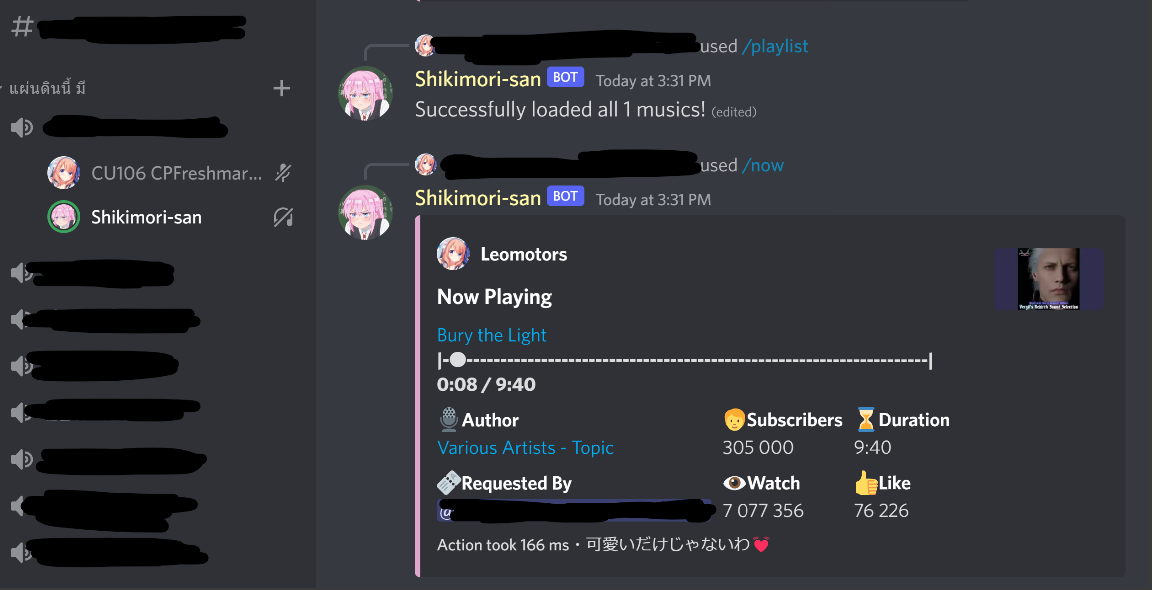 #
แผ่นดินนี้ มี
CU106 CPFreshmar...
Shikimori-san
used /playlist
Shikimori-san BOT Today at 3:31 PM
Successfully loaded all 1 musics! (edited)
used /now
Shikimori-san BOT Today at 3:31 PM
Leomotors
Now Playing
Bury the Light
0:08 / 9:40
Author
Various Artists - Topic
Subscribers
305 000
Duration
9:40
Requested By
@
Watch
7 077 356
Like
76 226
Action took 166 ms・可愛いだけじゃないわ
Vergil's Rebirth Sound Selection